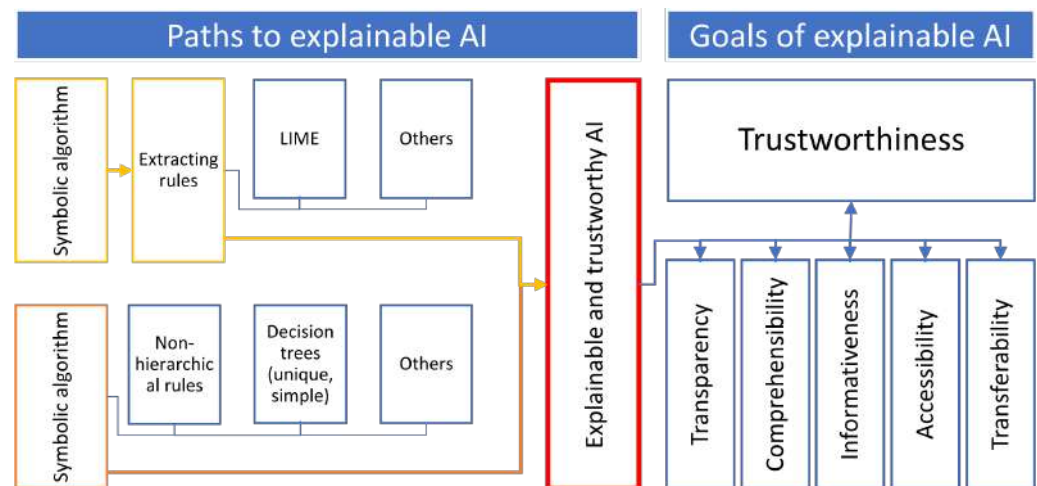 Paths to explainable AI
Goals of explainable AI
Symbolic algorithm
Extracting
rules
LIME
Others
Symbolic algorithm
Non-
hierarchic
al rules
Decision
trees
(unique,
simple)
Others
Explainable and trustworthy AI
Trustworthiness
Transparency
Comprehensibility
Informativeness
Accessibility
Transferability